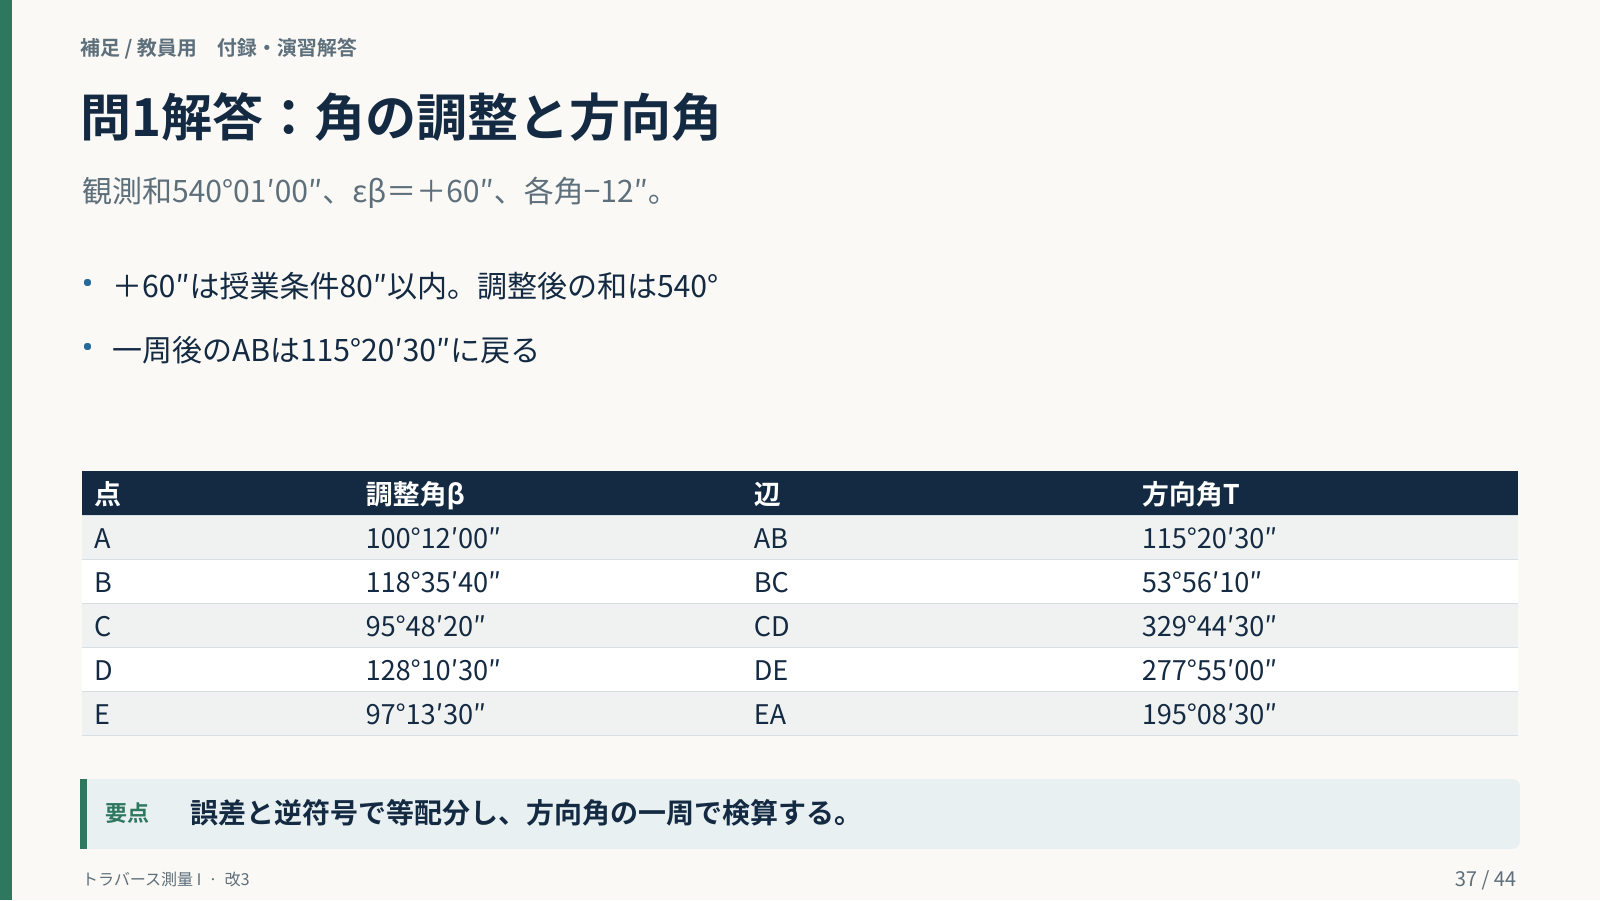 補足 / 教員用　付録・演習解答
問1解答：角の調整と方向角
観測和540°01′00″、εβ＝＋60″、各角−12″。
• ＋60″は授業条件80″以内。調整後の和は540°
• 一周後のABは115°20′30″に戻る
点 調整角β 辺 方向角T
A 100°12′00″ AB 115°20′30″
B 118°35′40″ BC 53°56′10″
C 95°48′20″ CD 329°44′30″
D 128°10′30″ DE 277°55′00″
E 97°13′30″ EA 195°08′30″
要点 誤差と逆符号で等配分し、方向角の一周で検算する。
トラバース測量 I · 改3
37 / 44